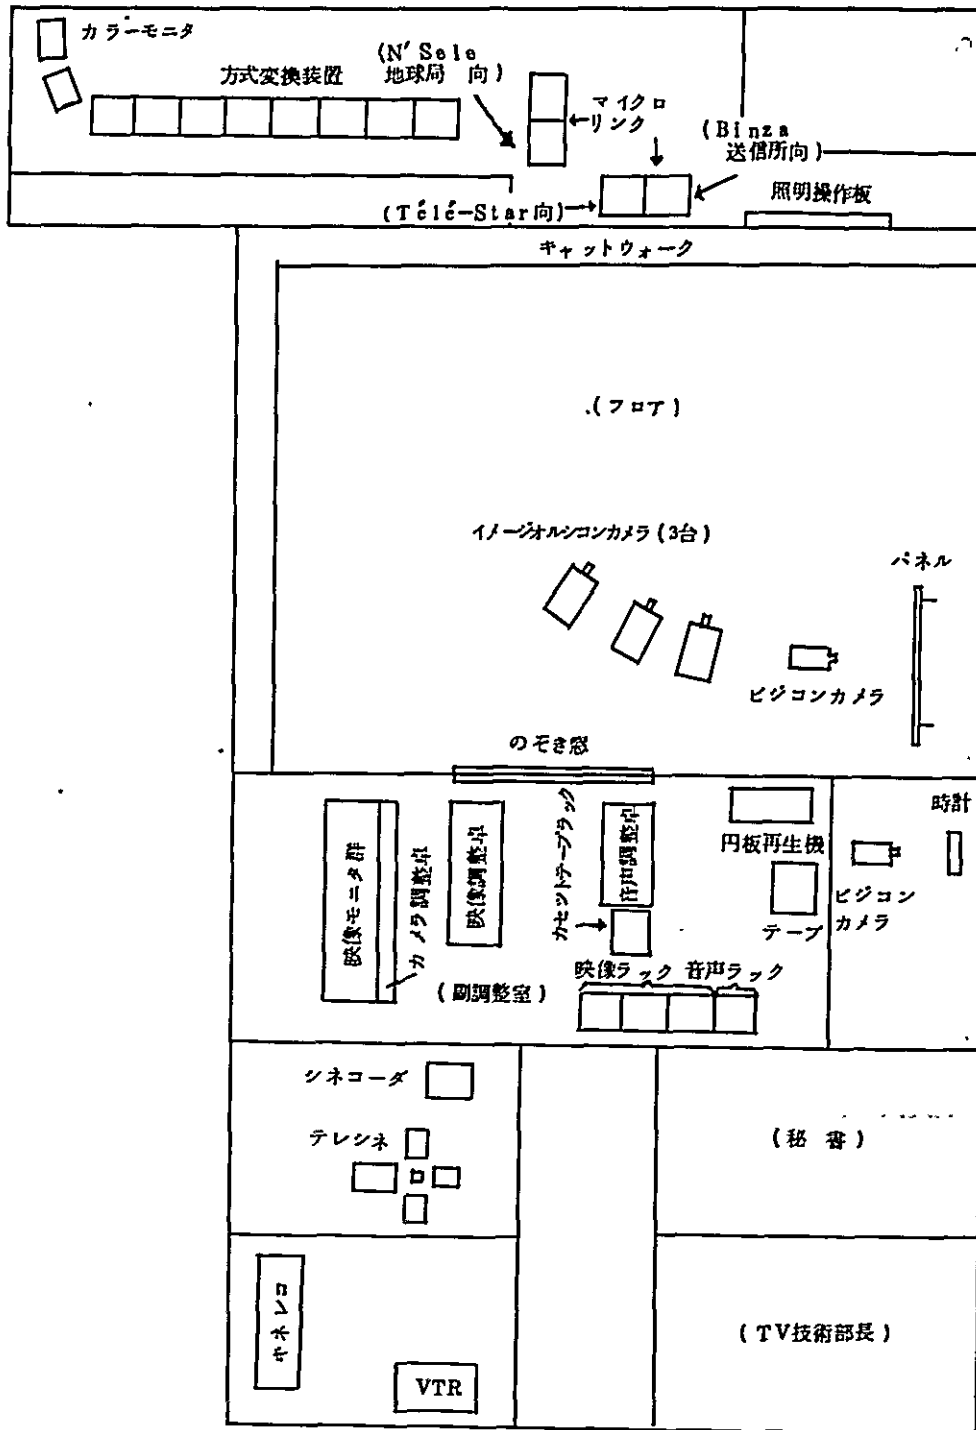 カラーモニタ
方式変換装置
(N'Sele
地球局 向)
マイクロ
リンク
(Binza
送信所向)
(Télé-Star向)
照明操作板
キャットウォーク
(フロア)
イメージオルシコンカメラ(3台)
パネル
ビジコンカメラ
のぞき窓
映像モニタ群
カメラ調整卓
映像調整卓
カセットテープラック
音声調整卓
円板再生機
テープ
時計
ビジコン
カメラ
(副調整室)
映像ラック 音声ラック
シネコーダ
テレシネ
(秘 書)
キネレコ
VTR
(TV技術部長)